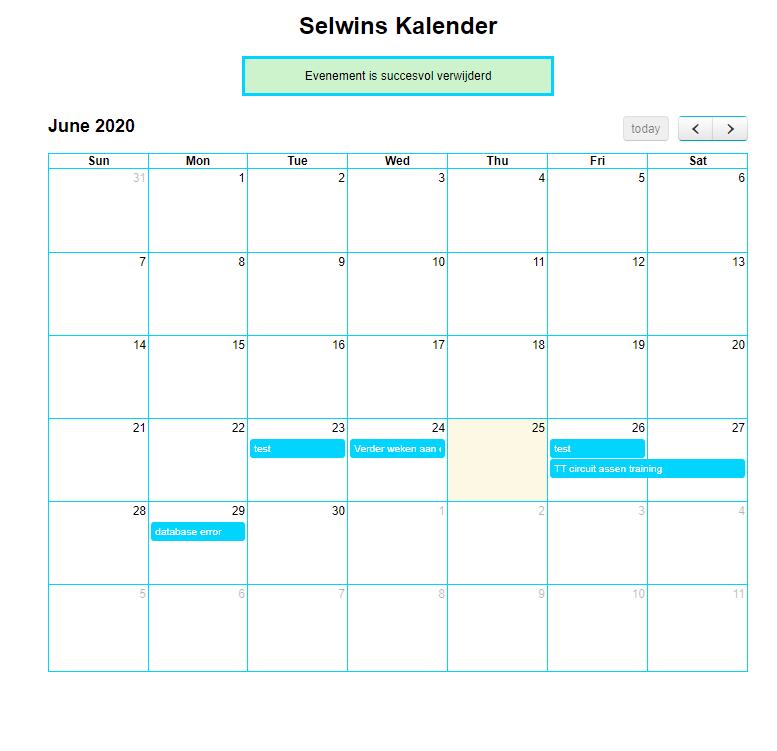 Selwins Kalender
Evenement is succesvol verwijderd
June 2020
today
Sun Mon Tue Wed Thu Fri Sat
31 1 2 3 4 5 6
7 8 9 10 11 12 13
14 15 16 17 18 19 20
21 22 23 24 25 26 27
test Verder weken aan test
TT circuit assen training
28 29 30 1 2 3 4
database error
5 6 7 8 9 10 11